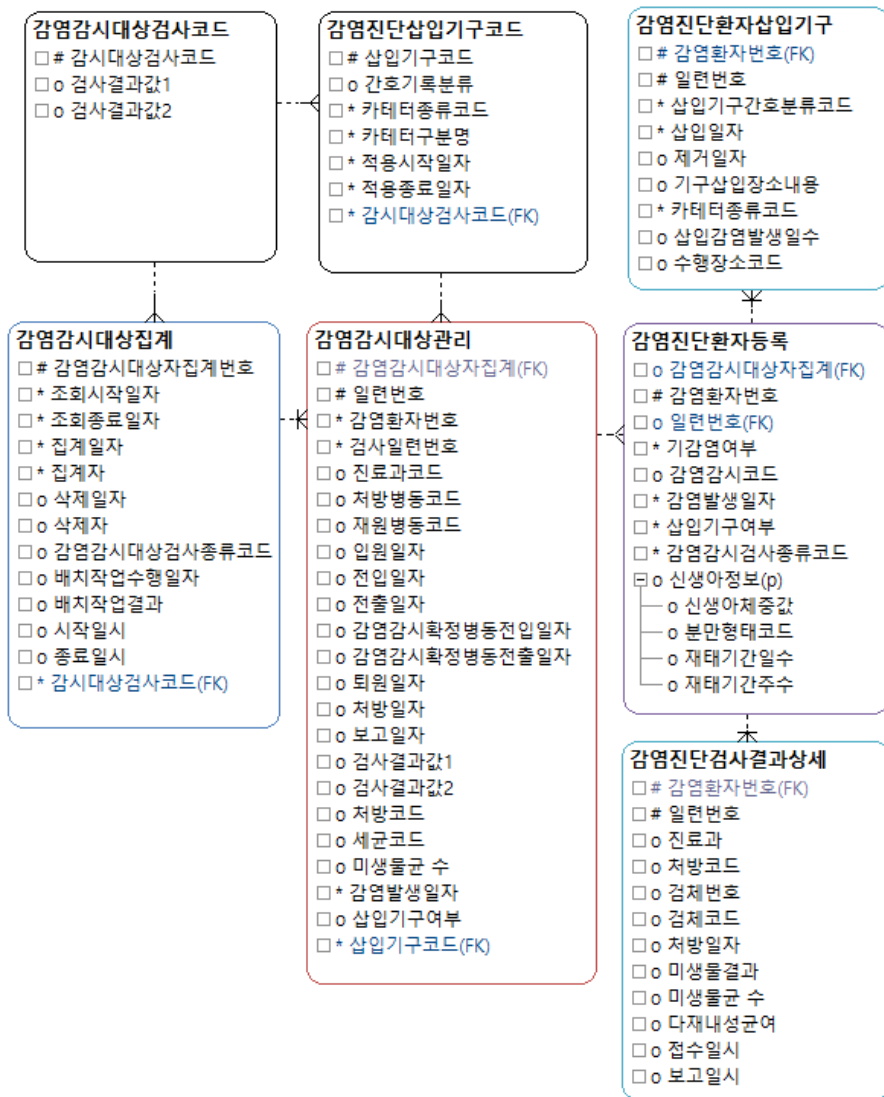 감염감시대상검사코드
# 감시대상검사코드
o 검사결과값1
o 검사결과값2
감염진단삽입기구코드
# 삽입기구코드
o 간호기록분류
* 카테터종류코드
* 카테터구분명
* 적용시작일자
* 적용종료일자
* 감시대상검사코드(FK)
감염진단환자삽입기구
# 감염환자번호(FK)
# 일련번호
* 삽입기구간호분류코드
* 삽입일자
o 제거일자
o 기구삽입장소내용
* 카테터종류코드
o 삽입감염발생일수
o 수행장소코드
감염감시대상집계
# 감염감시대상자집계번호
* 조회시작일자
* 조회종료일자
* 집계일자
* 집계자
o 삭제일자
o 삭제자
o 감염감시대상검사종류코드
o 배치작업수행일자
o 배치작업결과
o 시작일시
o 종료일시
* 감시대상검사코드(FK)
감염감시대상관리
# 감염감시대상자집계(FK)
# 일련번호
* 감염환자번호
* 검사일련번호
o 진료과코드
o 처방병동코드
o 재원병동코드
o 입원일자
o 전입일자
o 전출일자
o 감염감시확정병동전입일자
o 감염감시확정병동전출일자
o 퇴원일자
o 처방일자
o 보고일자
o 검사결과값1
o 검사결과값2
o 처방코드
o 세균코드
o 미생물균 수
* 감염발생일자
o 삽입기구여부
* 삽입기구코드(FK)
감염진단환자등록
o 감염감시대상자집계(FK)
# 감염환자번호
o 일련번호(FK)
* 기감염여부
o 감염감시코드
* 감염발생일자
* 삽입기구여부
* 감염감시검사종류코드
o 신생아정보(p)
o 신생아체중값
o 분만형태코드
o 재태기간일수
o 재태기간주수
감염진단검사결과상세
# 감염환자번호(FK)
# 일련번호
o 진료과
o 처방코드
o 검체번호
o 검체코드
o 처방일자
o 미생물결과
o 미생물균 수
o 다재내성균여
o 접수일시
o 보고일시